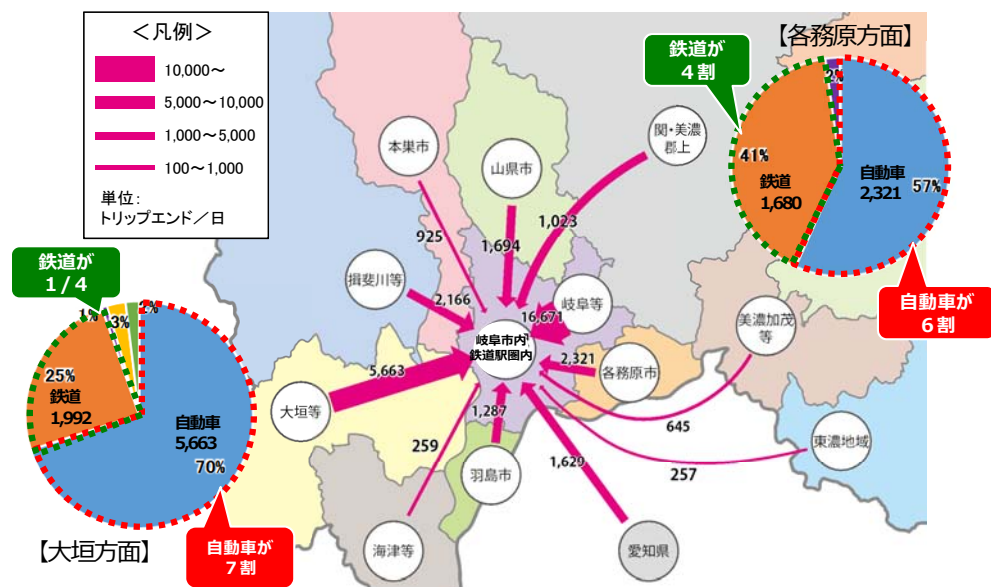 ＜凡例＞
10,000～
5,000～10,000
1,000～5,000
100～1,000
単位：
トリップエンド／日
【各務原方面】
鉄道が
４割
2%
41%
鉄道
1,680
自動車
2,321
57%
自動車が
６割
本巣市
山県市
関・美濃
郡上
925
1,694
1,023
揖斐川等
2,166
16,671
岐阜等
岐阜市内
鉄道駅圏内
美濃加茂
等
2,321
各務原市
5,663
大垣等
1,287
259
羽島市
1,629
645
257
東濃地域
海津等
愛知県
鉄道が
１/４
1%
3%
2%
25%
鉄道
1,992
自動車
5,663
70%
【大垣方面】
自動車が
７割